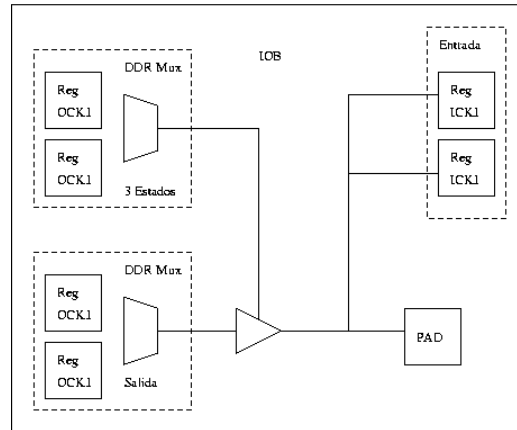 IOB
DDR Mux
Reg
OCK1
Reg
OCK1
3 Estados
Entrada
Reg
ICK1
Reg
ICK1
DDR Mux
Reg
OCK1
Reg
OCK1
Salida
PAD